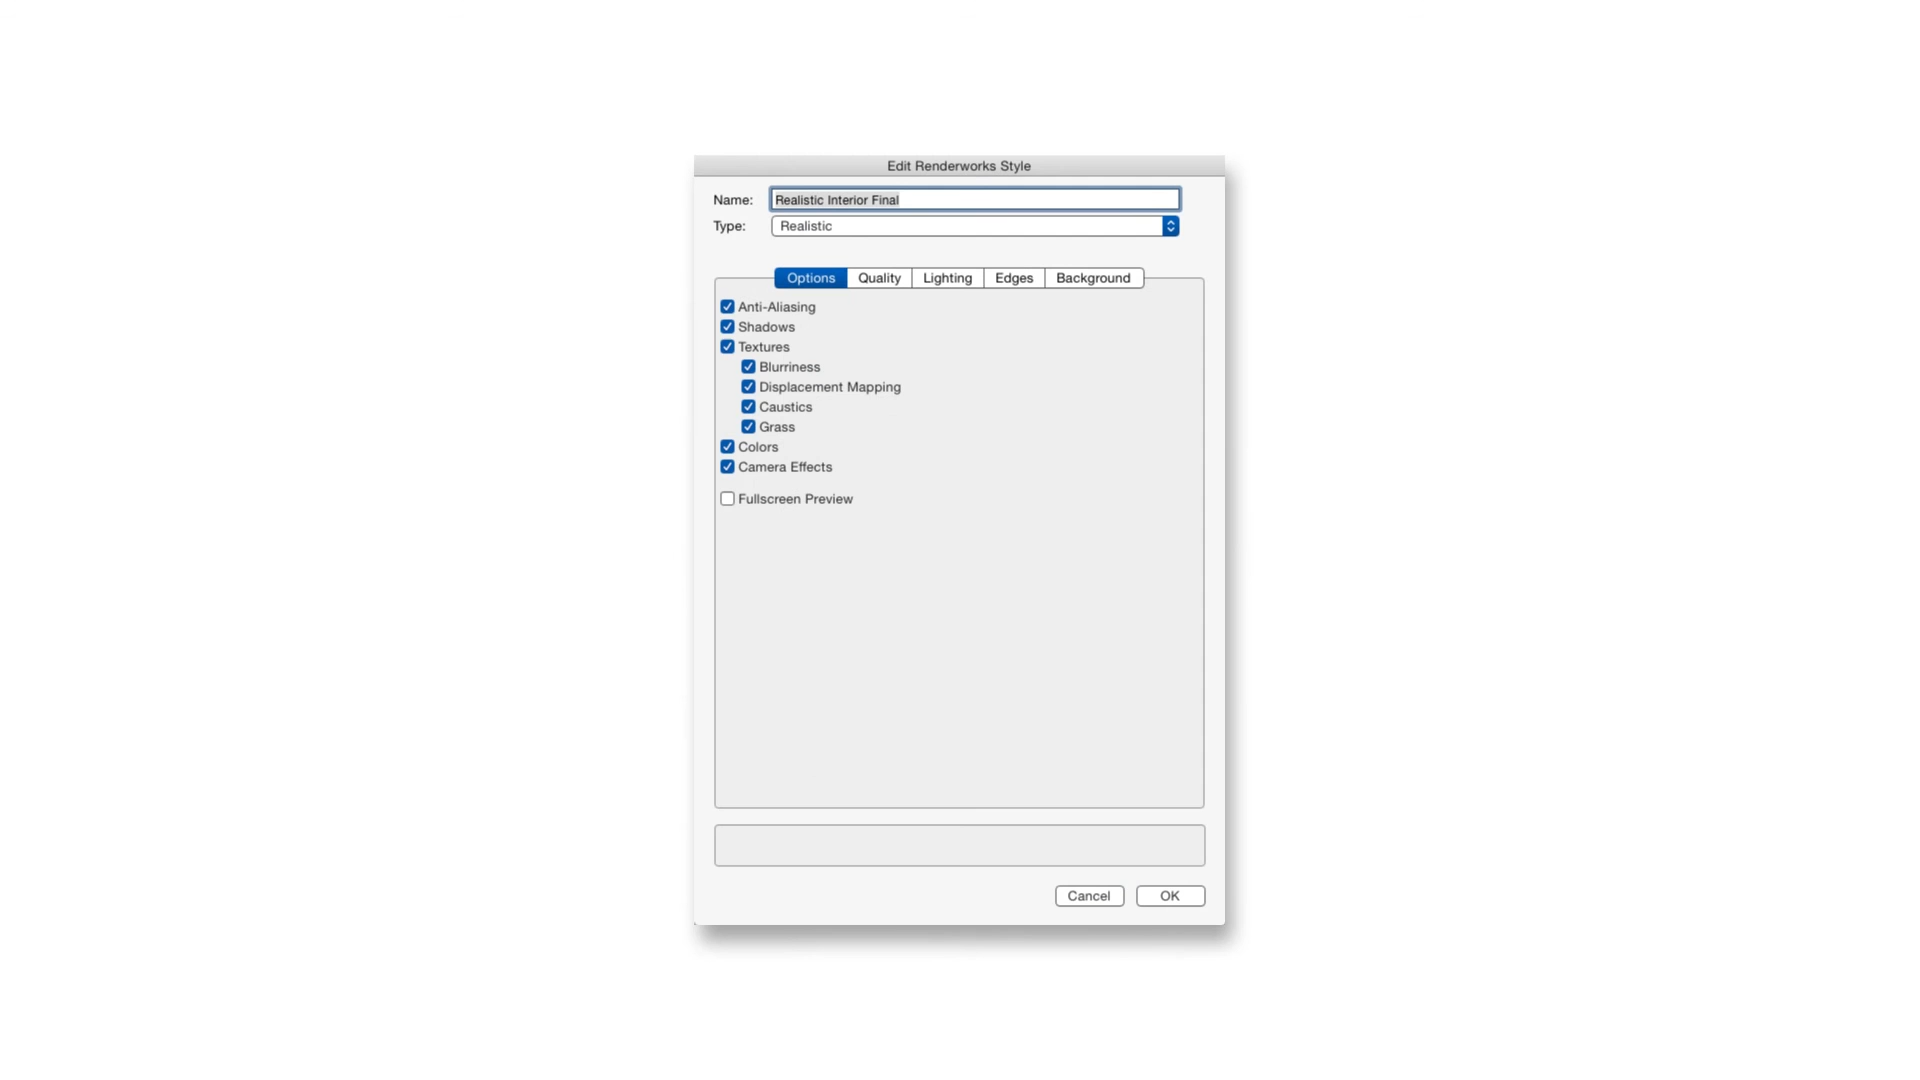 Edit Renderworks Style
Name: Realistic Interior Final
Type: Realistic
Options Quality Lighting Edges Background
Anti-Aliasing
Shadows
Textures
Blurriness
Displacement Mapping
Caustics
Grass
Colors
Camera Effects
Fullscreen Preview
Cancel OK